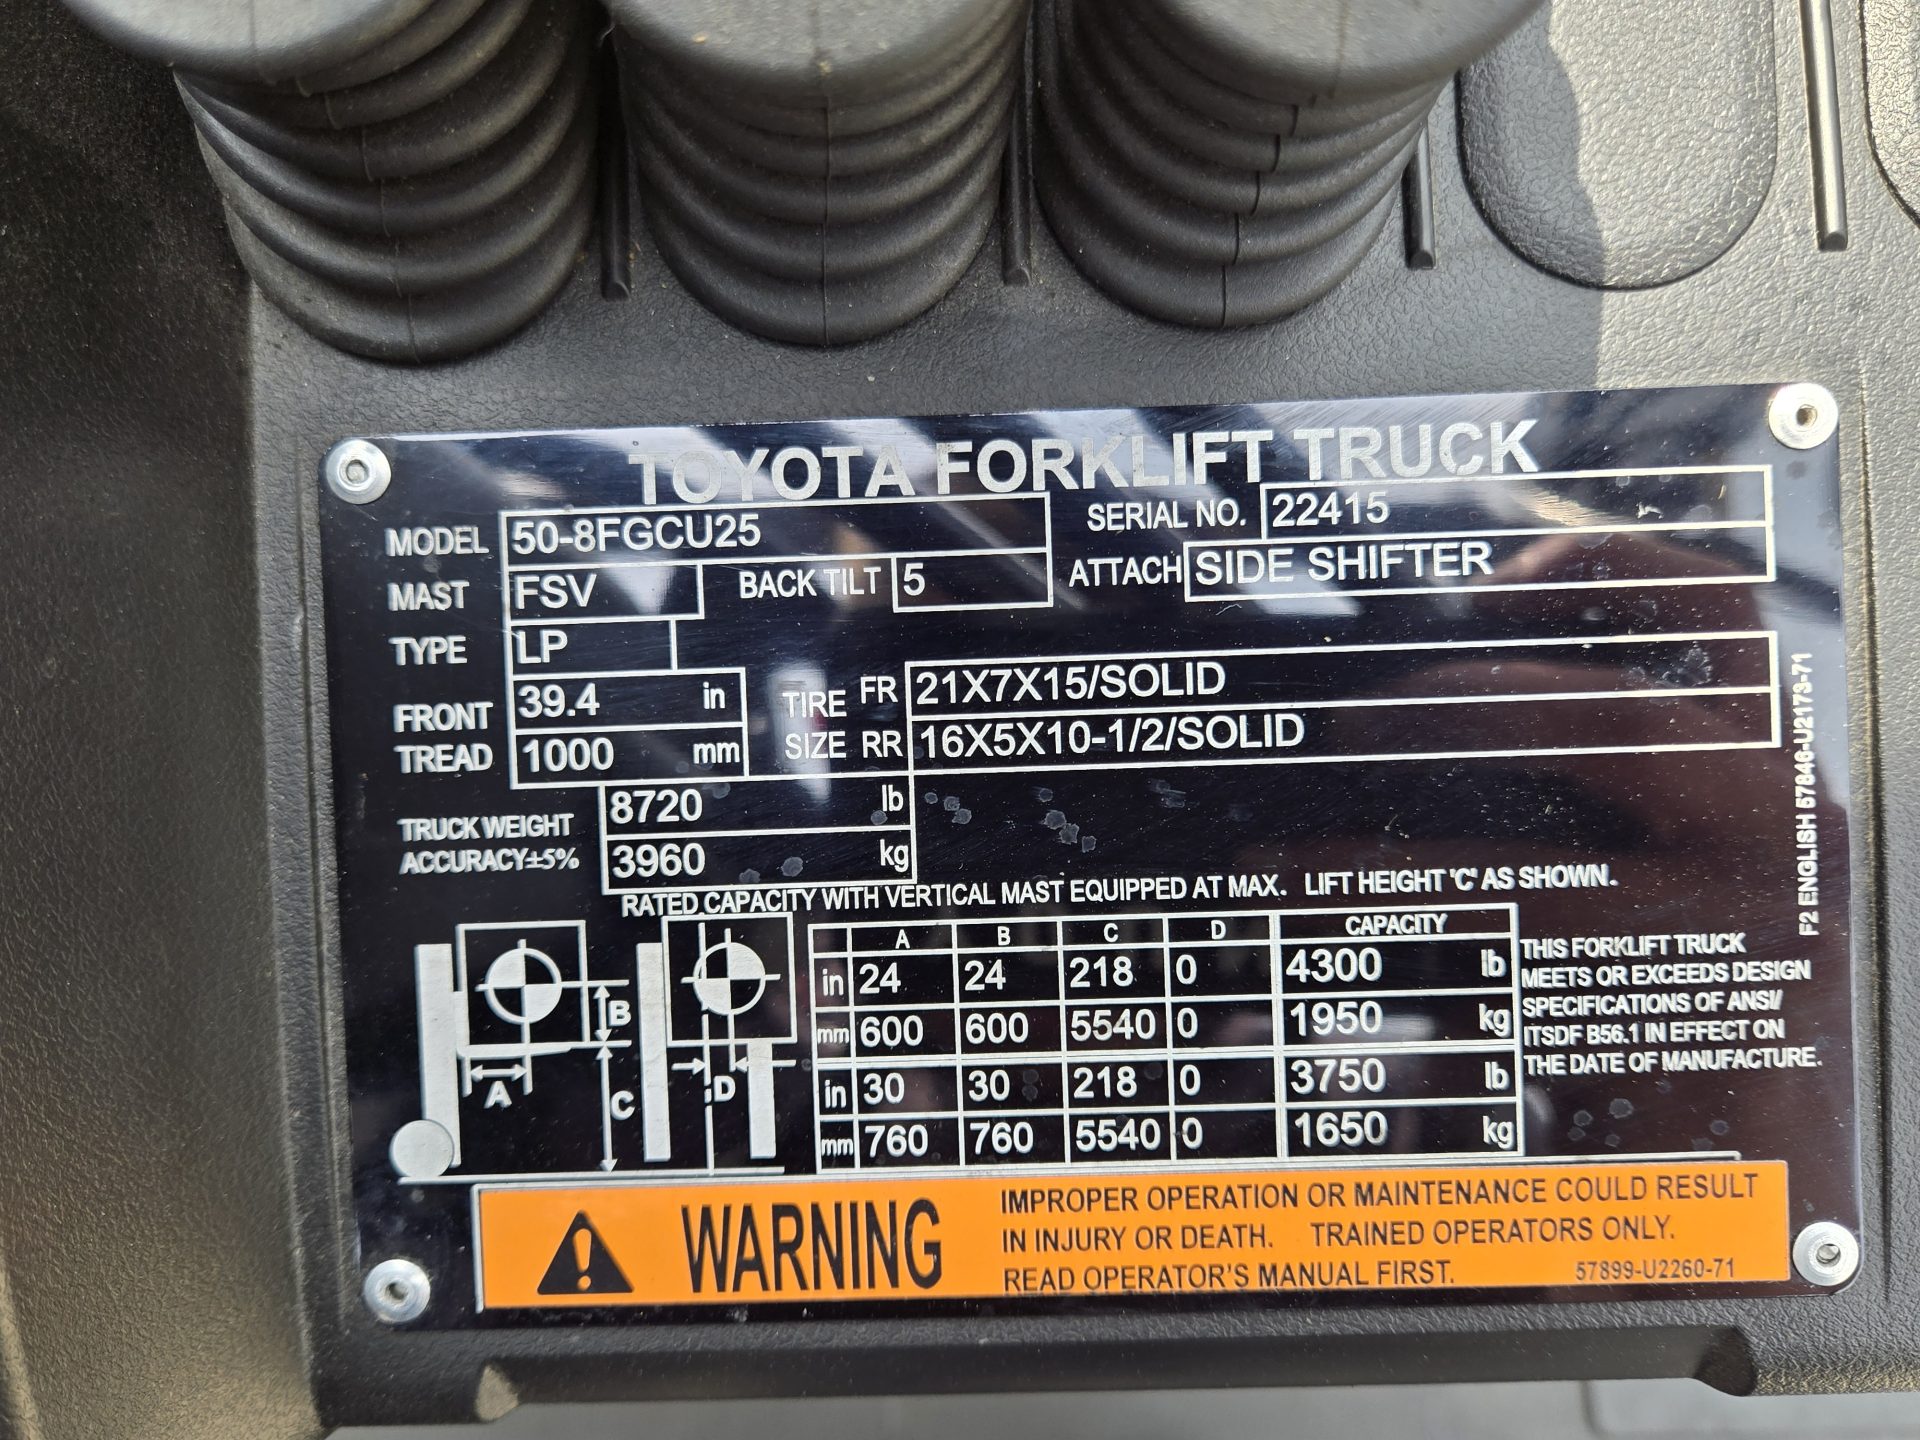 TOYOTA FORKLIFT TRUCK
MODEL 50-8FGCU25 SERIAL NO. 22415
MAST FSV BACK TILT 5 ATTACH SIDE SHIFTER
TYPE LP
FRONT TREAD 39.4 in TIRE SIZE FR 21X7X15/SOLID
1000 mm RR 16X5X10-1/2/SOLID
TRUCK WEIGHT 8720 lb
ACCURACY±5% 3960 kg
RATED CAPACITY WITH VERTICAL MAST EQUIPPED AT MAX. LIFT HEIGHT 'C' AS SHOWN.
A B C D CAPACITY
in 24 24 218 0 4300 lb
mm 600 600 5540 0 1950 kg
in 30 30 218 0 3750 lb
mm 760 760 5540 0 1650 kg
B
A
C
D
THIS FORKLIFT TRUCK
MEETS OR EXCEEDS DESIGN
SPECIFICATIONS OF ANSI/
ITSDF B56.1 IN EFFECT ON
THE DATE OF MANUFACTURE.
F2 ENGLISH 57846-U2173-71
WARNING
IMPROPER OPERATION OR MAINTENANCE COULD RESULT
IN INJURY OR DEATH. TRAINED OPERATORS ONLY.
READ OPERATOR'S MANUAL FIRST. 57899-U2260-71